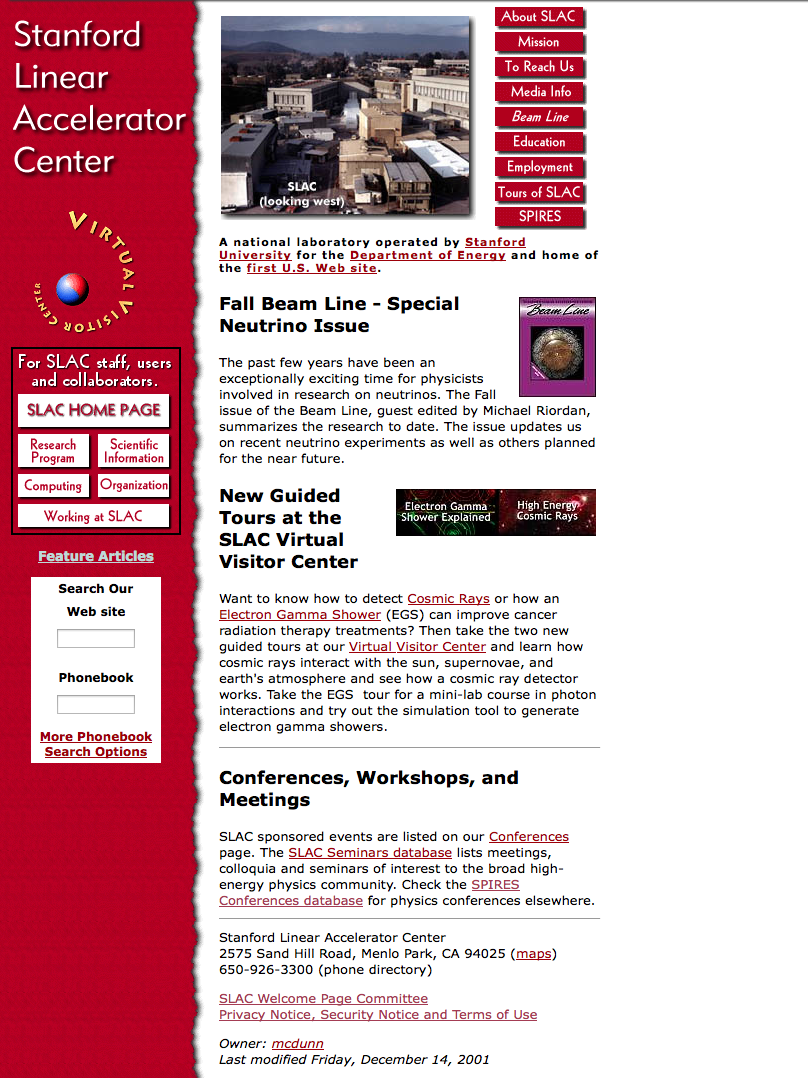 Stanford
Linear
Accelerator
Center
VIRTUAL VISITOR CENTER
For SLAC staff, users
and collaborators.
SLAC HOME PAGE
Research
Program
Scientific
Information
Computing
Organization
Working at SLAC
Feature Articles
Search Our
Web site
Phonebook
More Phonebook
Search Options
SLAC
(looking west)
About SLAC
Mission
To Reach Us
Media Info
Beam Line
Education
Employment
Tours of SLAC
SPIRES
A national laboratory operated by Stanford
University for the Department of Energy and home of
the first U.S. Web site.
Fall Beam Line - Special
Neutrino Issue
Beam Line
The past few years have been an
exceptionally exciting time for physicists
involved in research on neutrinos. The Fall
issue of the Beam Line, guest edited by Michael Riordan,
summarizes the research to date. The issue updates us
on recent neutrino experiments as well as others planned
for the near future.
New Guided
Tours at the
SLAC Virtual
Visitor Center
Electron Gamma
Shower Explained
High Energy
Cosmic Rays
Want to know how to detect Cosmic Rays or how an
Electron Gamma Shower (EGS) can improve cancer
radiation therapy treatments? Then take the two new
guided tours at our Virtual Visitor Center and learn how
cosmic rays interact with the sun, supernovae, and
earth's atmosphere and see how a cosmic ray detector
works. Take the EGS  tour for a mini-lab course in photon
interactions and try out the simulation tool to generate
electron gamma showers.
Conferences, Workshops, and
Meetings
SLAC sponsored events are listed on our Conferences
page. The SLAC Seminars database lists meetings,
colloquia and seminars of interest to the broad high-
energy physics community. Check the SPIRES
Conferences database for physics conferences elsewhere.
Stanford Linear Accelerator Center
2575 Sand Hill Road, Menlo Park, CA 94025 (maps)
650-926-3300 (phone directory)
SLAC Welcome Page Committee
Privacy Notice, Security Notice and Terms of Use
Owner: mcdunn
Last modified Friday, December 14, 2001